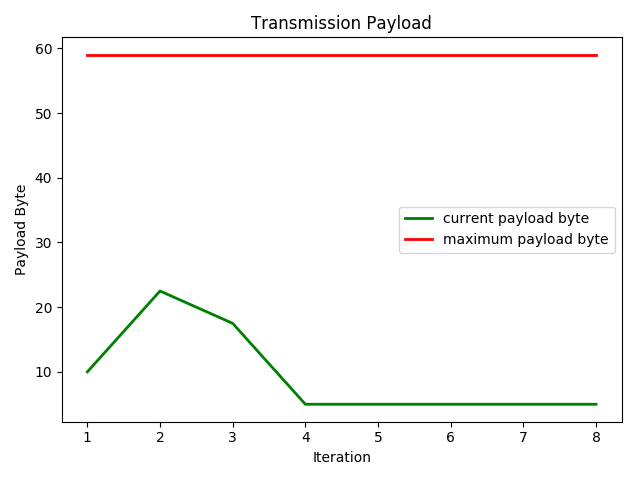 Transmission Payload
Payload Byte
60
50
40
30
20
10
current payload byte
maximum payload byte
1 2 3 4 5 6 7 8
Iteration